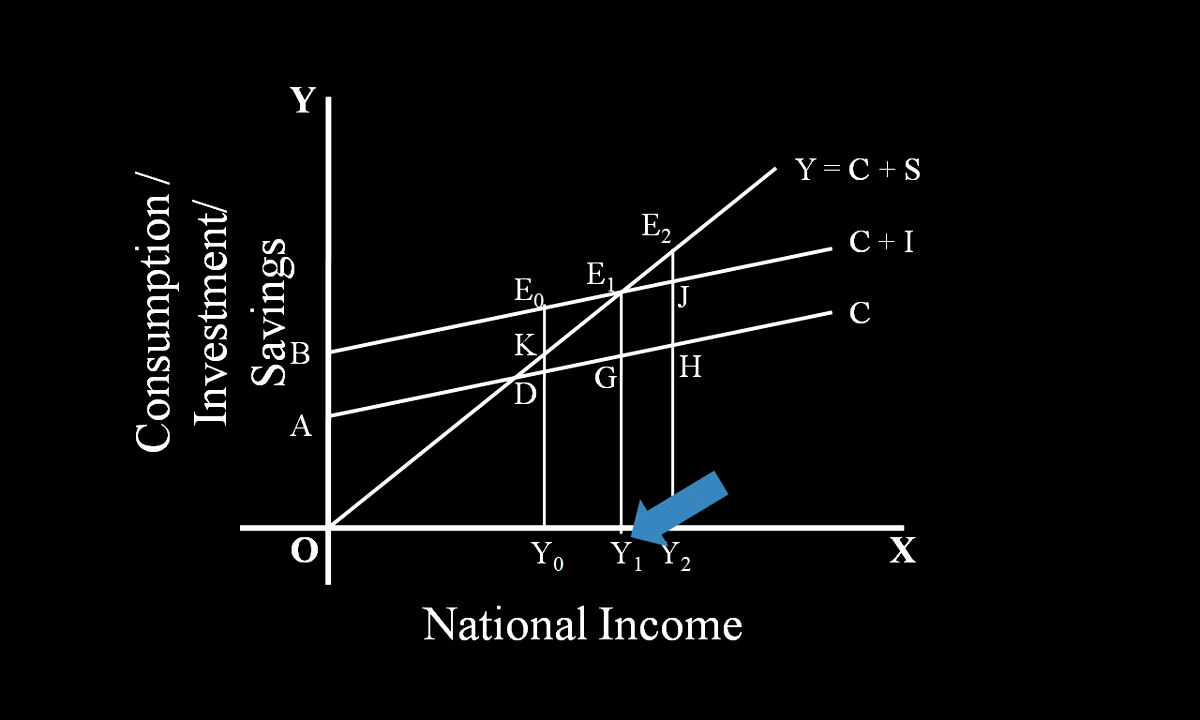 Y
Consumption /
Investment/
Savings
Y = C + S
E2
C + I
E1
E0
J
C
K
B
H
G
D
A
O
Y0
Y1
Y2
X
National Income